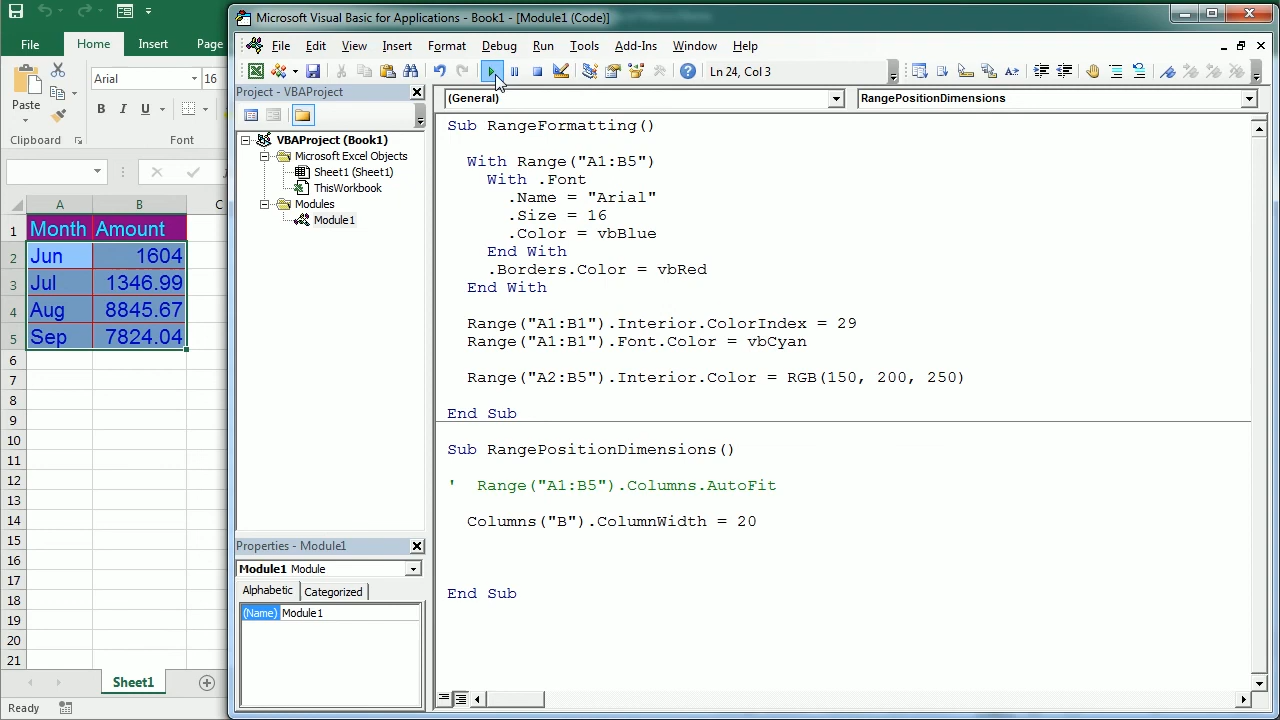 Microsoft Visual Basic for Applications - Book1 - [Module1 (Code)]
File Home Insert Page
File Edit View Insert Format Debug Run Tools Add-Ins Window Help
Paste
Arial 16
B I U
Clipboard
Font
Ln 24, Col 3
Project - VBAProject
VBAProject (Book1)
Microsoft Excel Objects
Sheet1 (Sheet1)
ThisWorkbook
Modules
Module1
Properties - Module1
Module1 Module
Alphabetic Categorized
(Name) Module1
(General) RangePositionDimensions
Sub RangeFormatting()
With Range("A1:B5")
With .Font
.Name = "Arial"
.Size = 16
.Color = vbBlue
End With
.Borders.Color = vbRed
End With
Range("A1:B1").Interior.ColorIndex = 29
Range("A1:B1").Font.Color = vbCyan
Range("A2:B5").Interior.Color = RGB(150, 200, 250)
End Sub
Sub RangePositionDimensions()
' Range("A1:B5").Columns.AutoFit
Columns("B").ColumnWidth = 20
End Sub
A B C
1 Month Amount
2 Jun 1604
3 Jul 1346.99
4 Aug 8845.67
5 Sep 7824.04
6
7
8
9
10
11
12
13
14
15
16
17
18
19
20
21
Sheet1
Ready